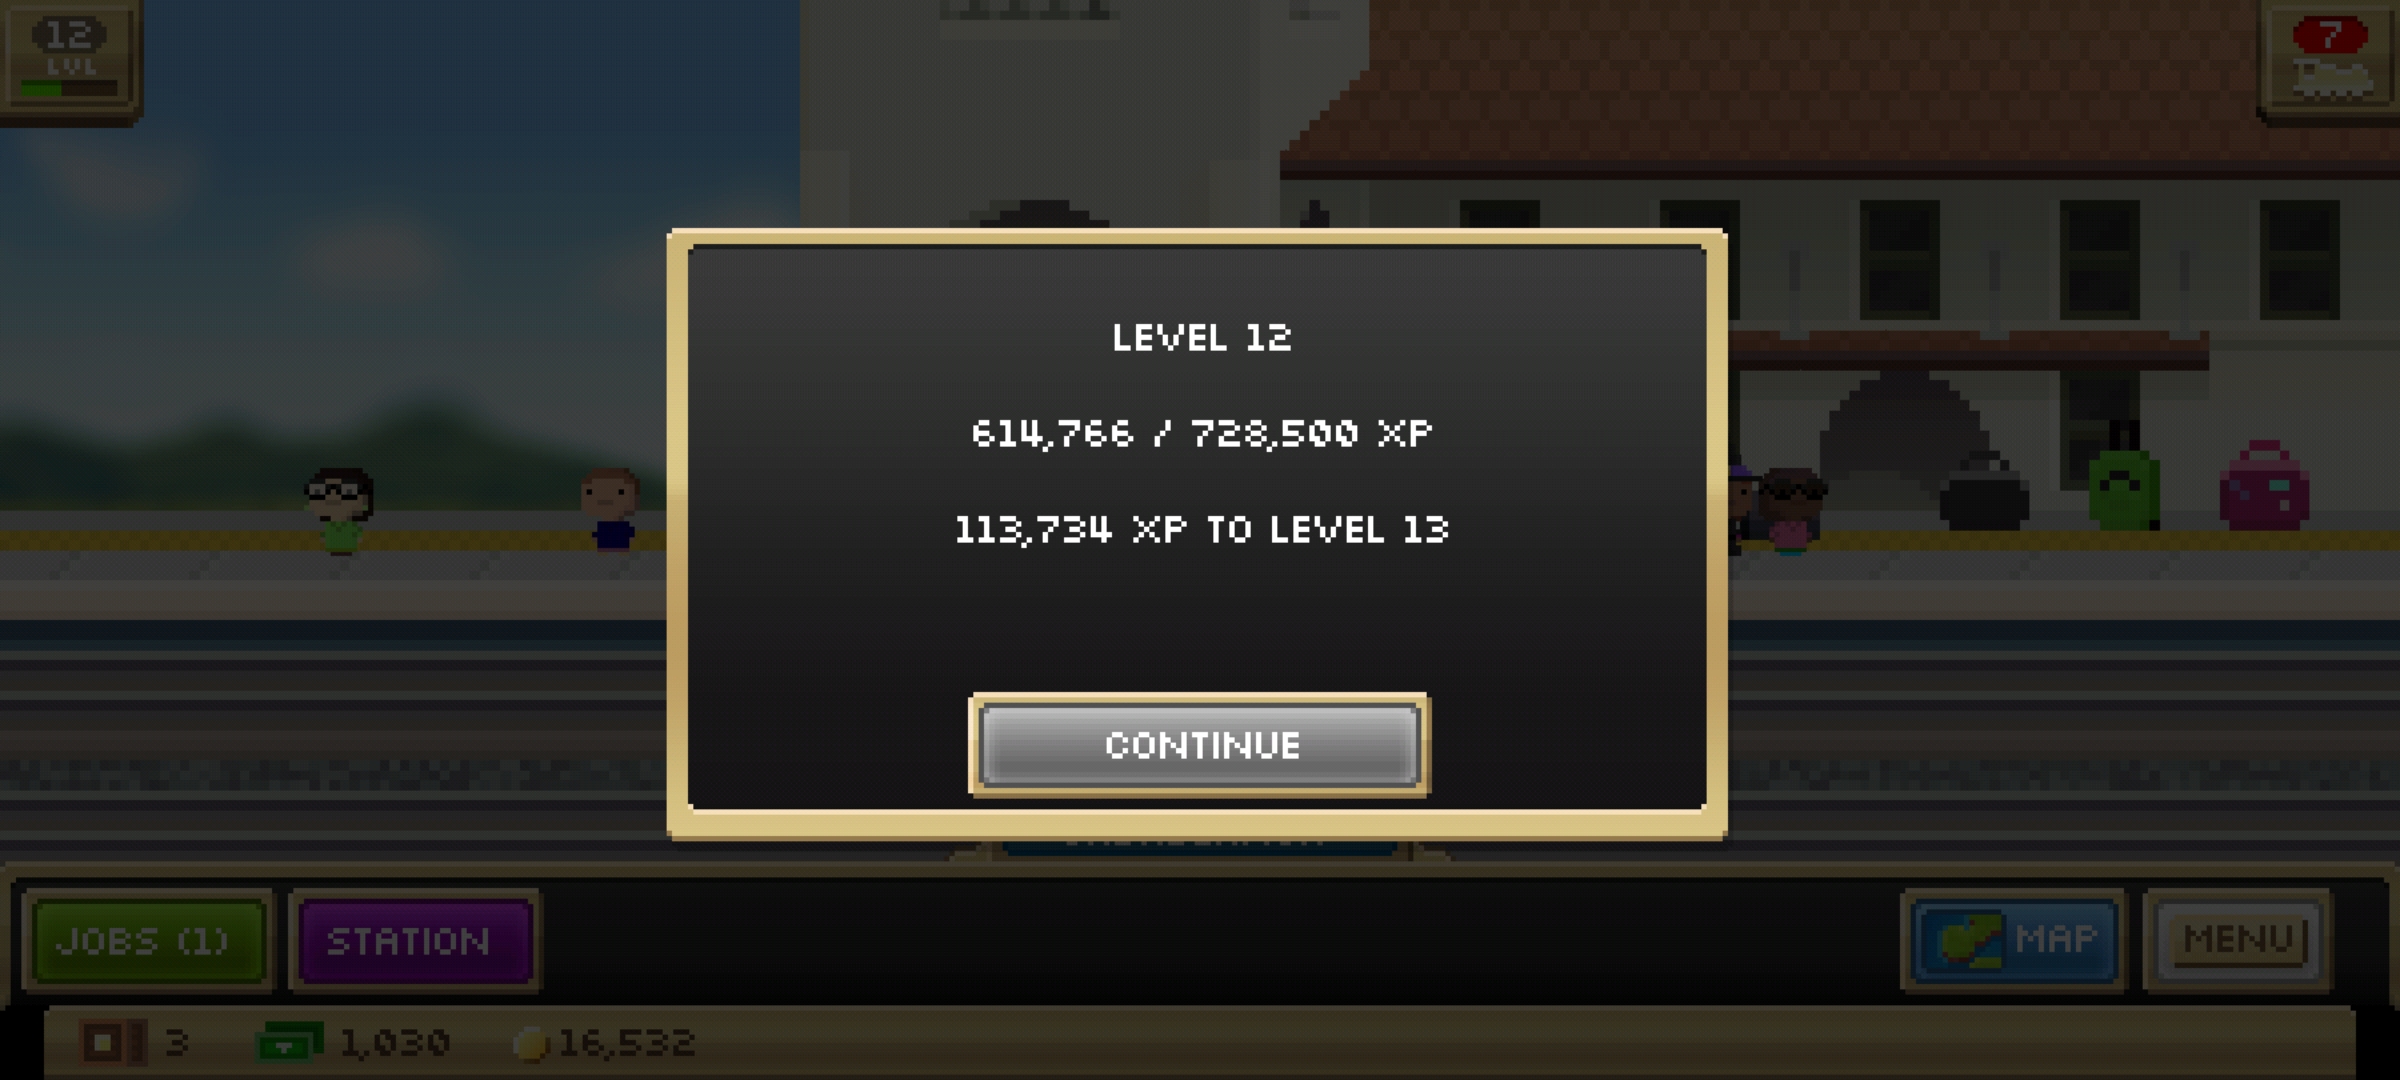 12
LVL
7
LEVEL 12
614,766 / 728,500 XP
113,734 XP TO LEVEL 13
CONTINUE
JOBS (1)
STATION
MAP
MENU
3
1,030
16,532